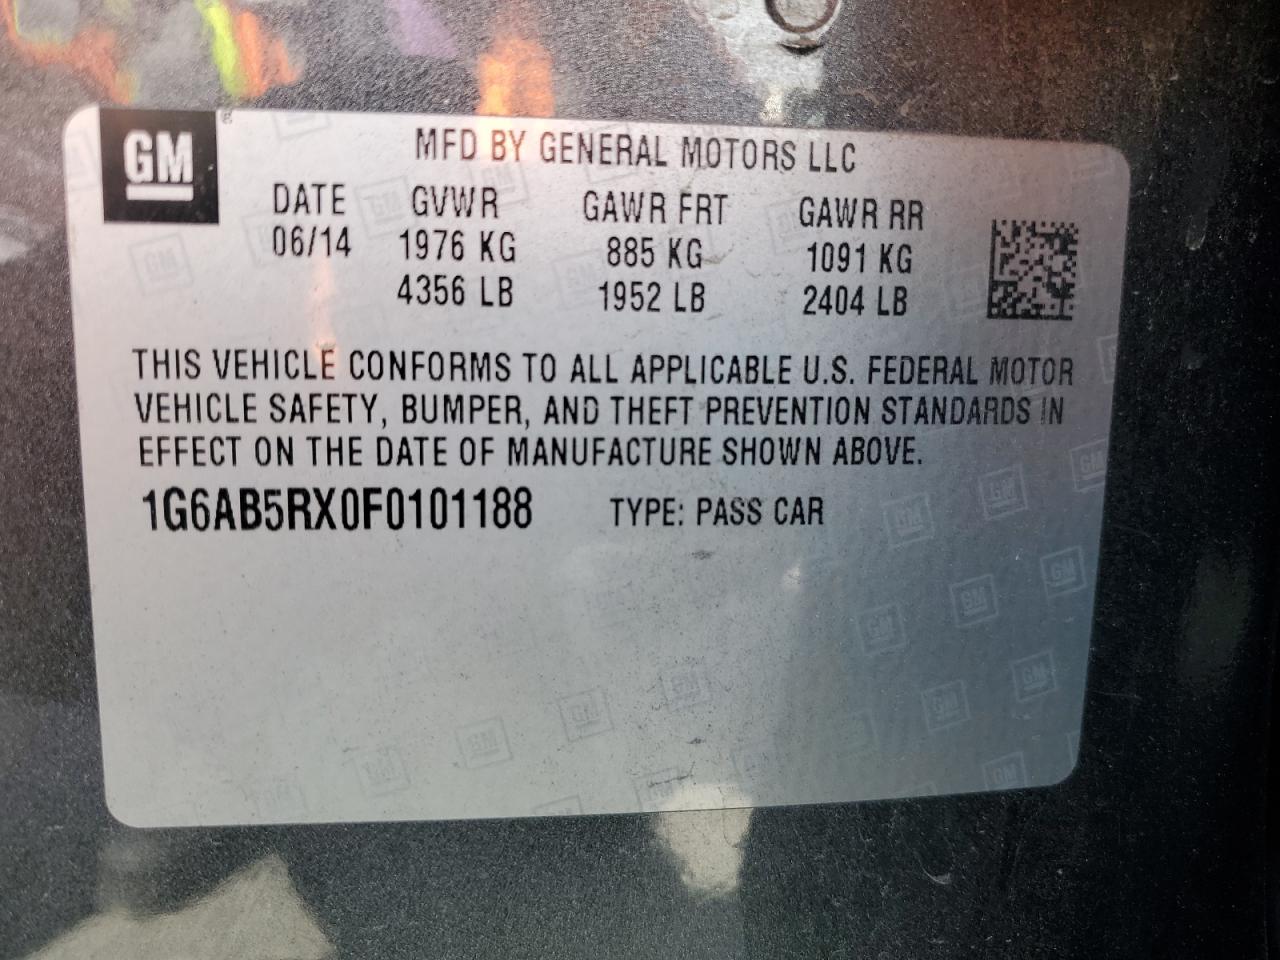 GM
MFD BY GENERAL MOTORS LLC
DATE GVWR GAWR FRT GAWR RR
06/14 1976 KG 885 KG 1091 KG
4356 LB 1952 LB 2404 LB
THIS VEHICLE CONFORMS TO ALL APPLICABLE U.S. FEDERAL MOTOR
VEHICLE SAFETY, BUMPER, AND THEFT PREVENTION STANDARDS IN
EFFECT ON THE DATE OF MANUFACTURE SHOWN ABOVE.
1G6AB5RX0F0101188 TYPE: PASS CAR